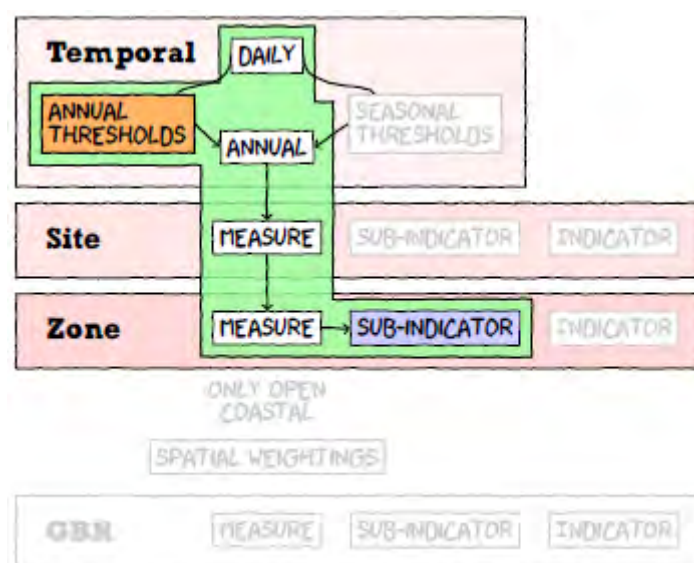 Temporal
DAILY
ANNUAL
THRESHOLDS
SEASONAL
THRESHOLDS
ANNUAL
Site
MEASURE
SUB-INDICATOR
INDICATOR
Zone
MEASURE
SUB-INDICATOR
INDICATOR
ONLY OPEN
COASTAL
SPATIAL WEIGHTINGS
GBR
MEASURE
SUB-INDICATOR
INDICATOR